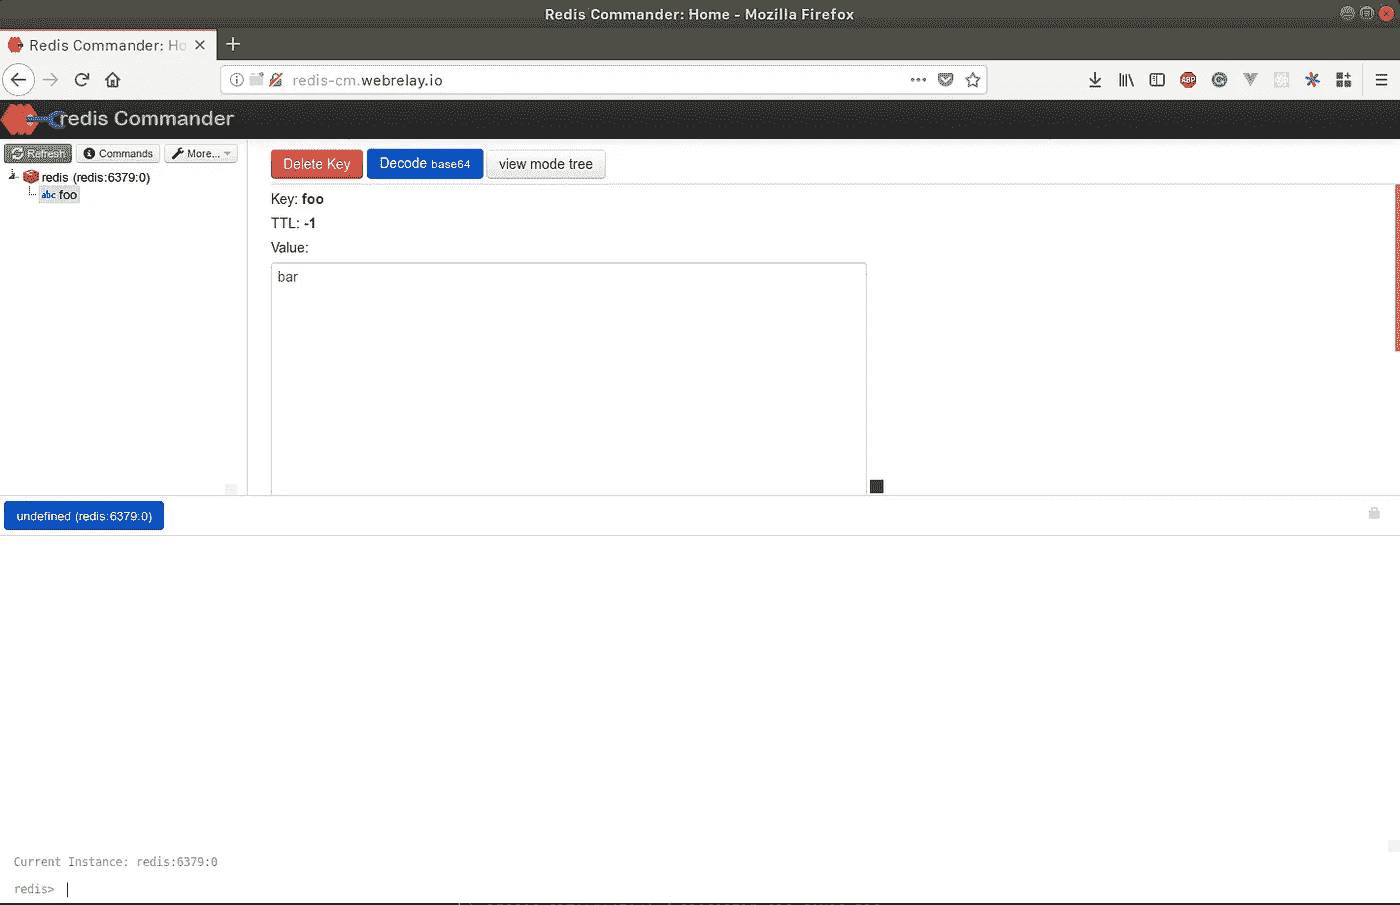 Redis Commander: Home - Mozilla Firefox
Redis Commander: Ho
redis-cm.webrelay.io
ABP
redis Commander
Refresh Commands More...
Delete Key Decode base64 view mode tree
redis (redis:6379:0)
abc foo
Key: foo
TTL: -1
Value:
bar
undefined (redis:6379:0)
Current Instance: redis:6379:0
redis>